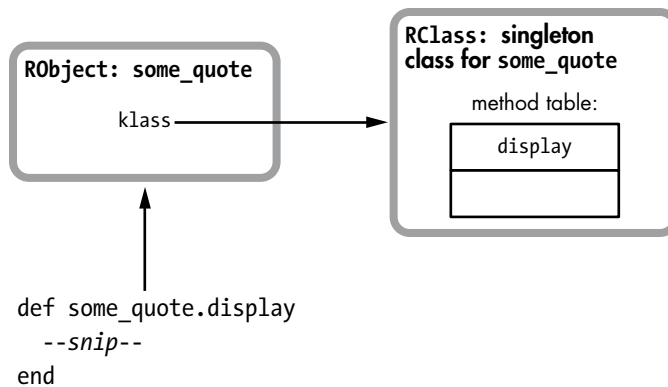 RObject: some_quote
klass
RClass: singleton
class for some_quote
method table:
display
def some_quote.display
--snip--
end